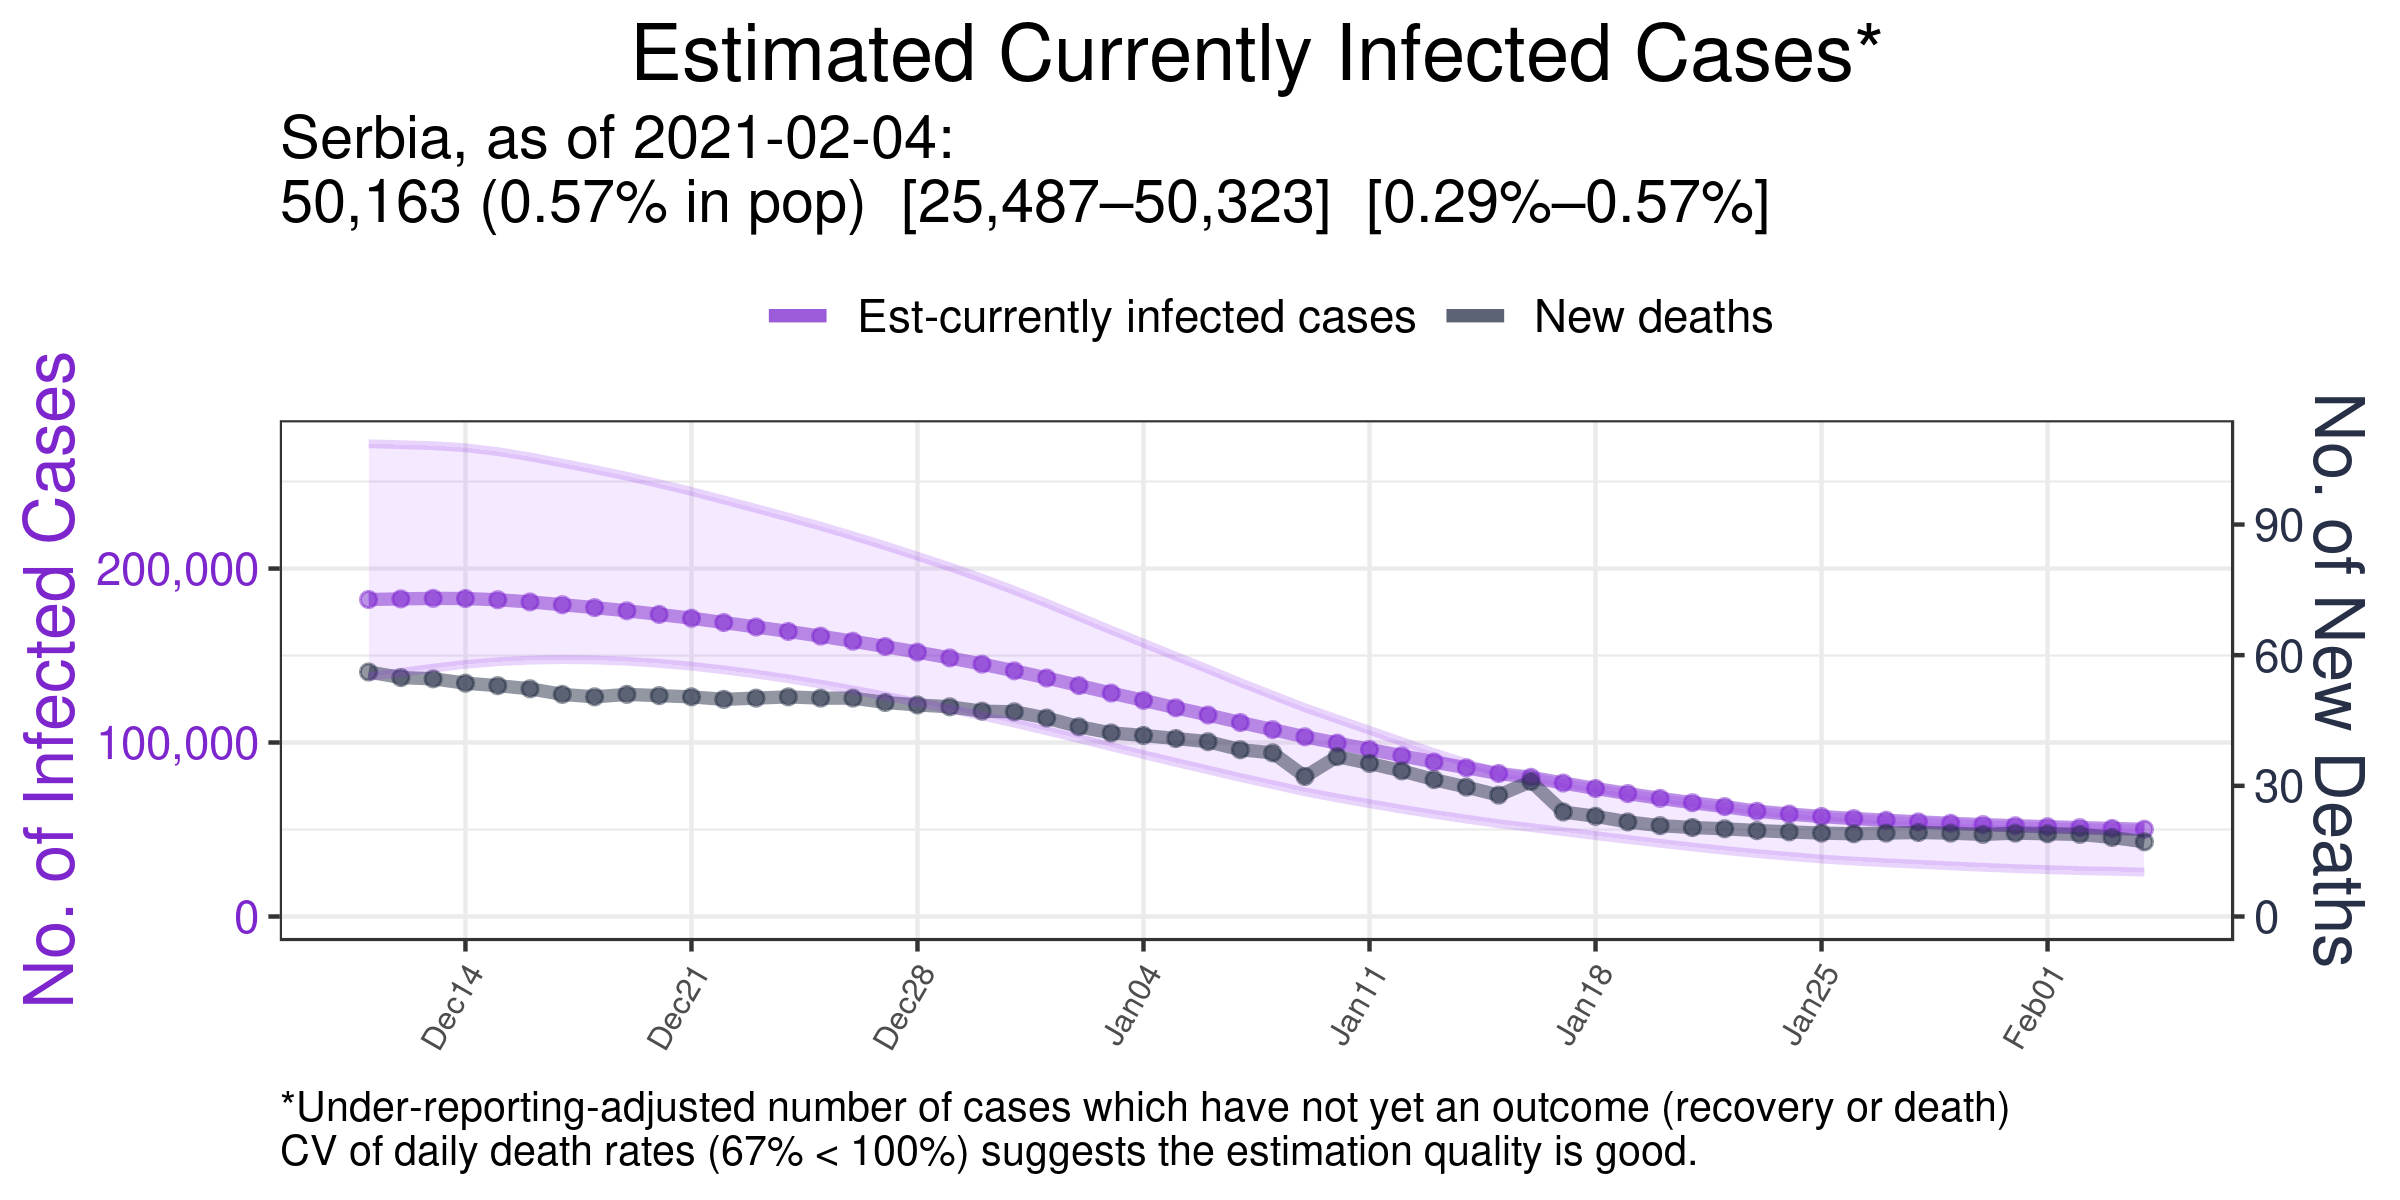 Estimated Currently Infected Cases*
Serbia, as of 2021-02-04:
50,163 (0.57% in pop)  [25,487–50,323]  [0.29%–0.57%]
Est-currently infected cases
New deaths
No. of Infected Cases
200,000
100,000
0
No. of New Deaths
90
60
30
0
Dec14
Dec21
Dec28
Jan04
Jan11
Jan18
Jan25
Feb01
*Under-reporting-adjusted number of cases which have not yet an outcome (recovery or death)
CV of daily death rates (67% < 100%) suggests the estimation quality is good.